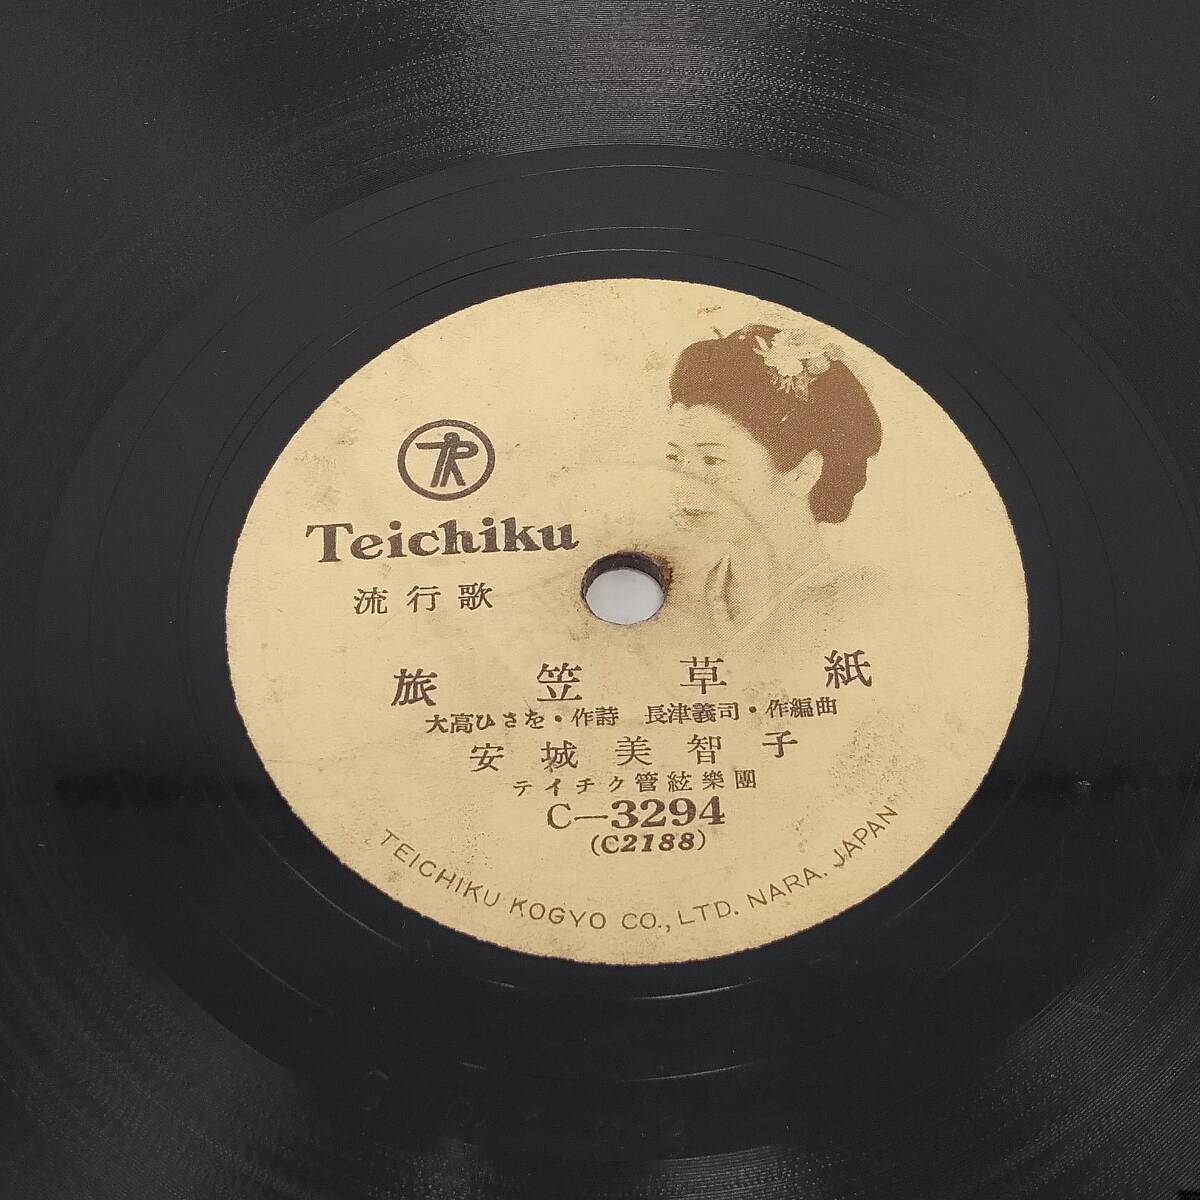 Teichiku
流行歌
旅笠草紙
大高ひさを・作詩 長津義司・作編曲
安城美智子
テイチク管絃樂團
C—3294
(C2188)
TEICHIKU KOGYO CO., LTD. NARA. JAPAN